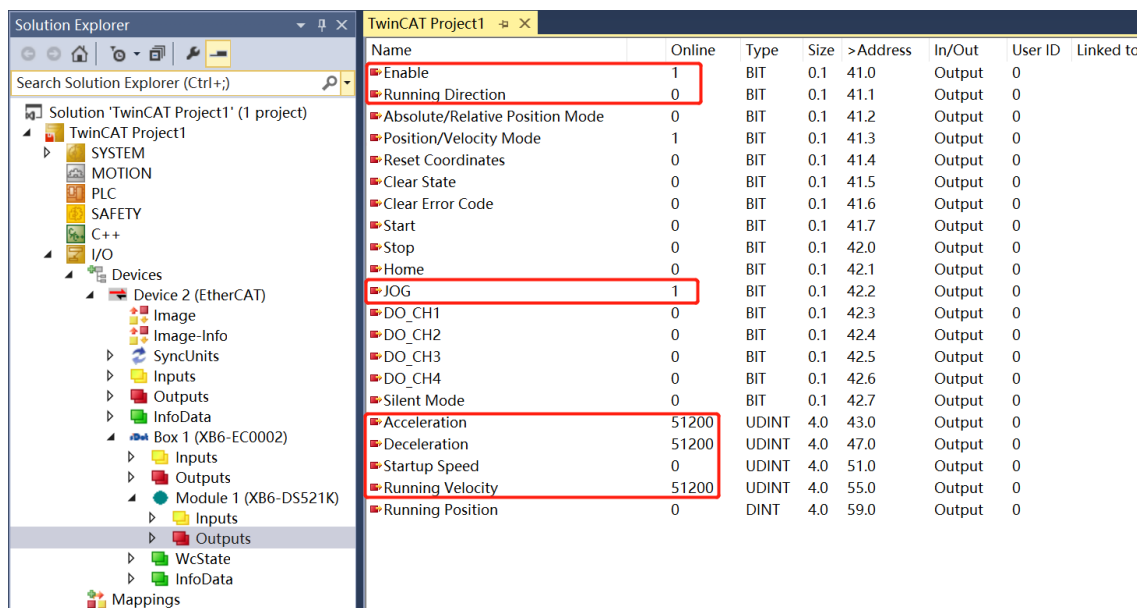 Solution Explorer
Search Solution Explorer (Ctrl+;)
Solution 'TwinCAT Project1' (1 project)
TwinCAT Project1
SYSTEM
MOTION
PLC
SAFETY
C++
I/O
Devices
Device 2 (EtherCAT)
Image
Image-Info
SyncUnits
Inputs
Outputs
InfoData
Box 1 (XB6-EC0002)
Inputs
Outputs
Module 1 (XB6-DS521K)
Inputs
Outputs
WcState
InfoData
Mappings
TwinCAT Project1
Name Online Type Size >Address In/Out User ID Linked to
Enable 1 BIT 0.1 41.0 Output 0
Running Direction 0 BIT 0.1 41.1 Output 0
Absolute/Relative Position Mode 0 BIT 0.1 41.2 Output 0
Position/Velocity Mode 1 BIT 0.1 41.3 Output 0
Reset Coordinates 0 BIT 0.1 41.4 Output 0
Clear State 0 BIT 0.1 41.5 Output 0
Clear Error Code 0 BIT 0.1 41.6 Output 0
Start 0 BIT 0.1 41.7 Output 0
Stop 0 BIT 0.1 42.0 Output 0
Home 0 BIT 0.1 42.1 Output 0
JOG 1 BIT 0.1 42.2 Output 0
DO_CH1 0 BIT 0.1 42.3 Output 0
DO_CH2 0 BIT 0.1 42.4 Output 0
DO_CH3 0 BIT 0.1 42.5 Output 0
DO_CH4 0 BIT 0.1 42.6 Output 0
Silent Mode 0 BIT 0.1 42.7 Output 0
Acceleration 51200 UDINT 4.0 43.0 Output 0
Deceleration 51200 UDINT 4.0 47.0 Output 0
Startup Speed 0 UDINT 4.0 51.0 Output 0
Running Velocity 51200 UDINT 4.0 55.0 Output 0
Running Position 0 DINT 4.0 59.0 Output 0